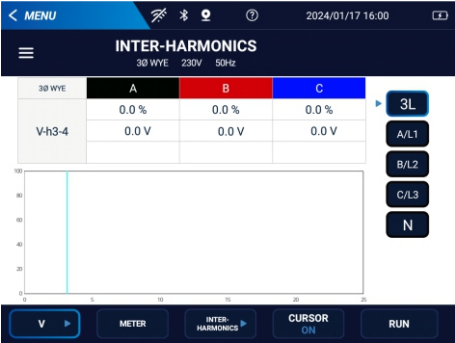 < MENU
2024/01/17 16:00
INTER-HARMONICS
3Ø WYE 230V 50Hz
3Ø WYE A B C
V-h3-4
0.0 % 0.0 % 0.0 %
0.0 V 0.0 V 0.0 V
3L
A/L1
B/L2
C/L3
N
100
80
60
40
20
0
0 5 10 15 20 25
V METER INTER-HARMONICS CURSOR ON RUN